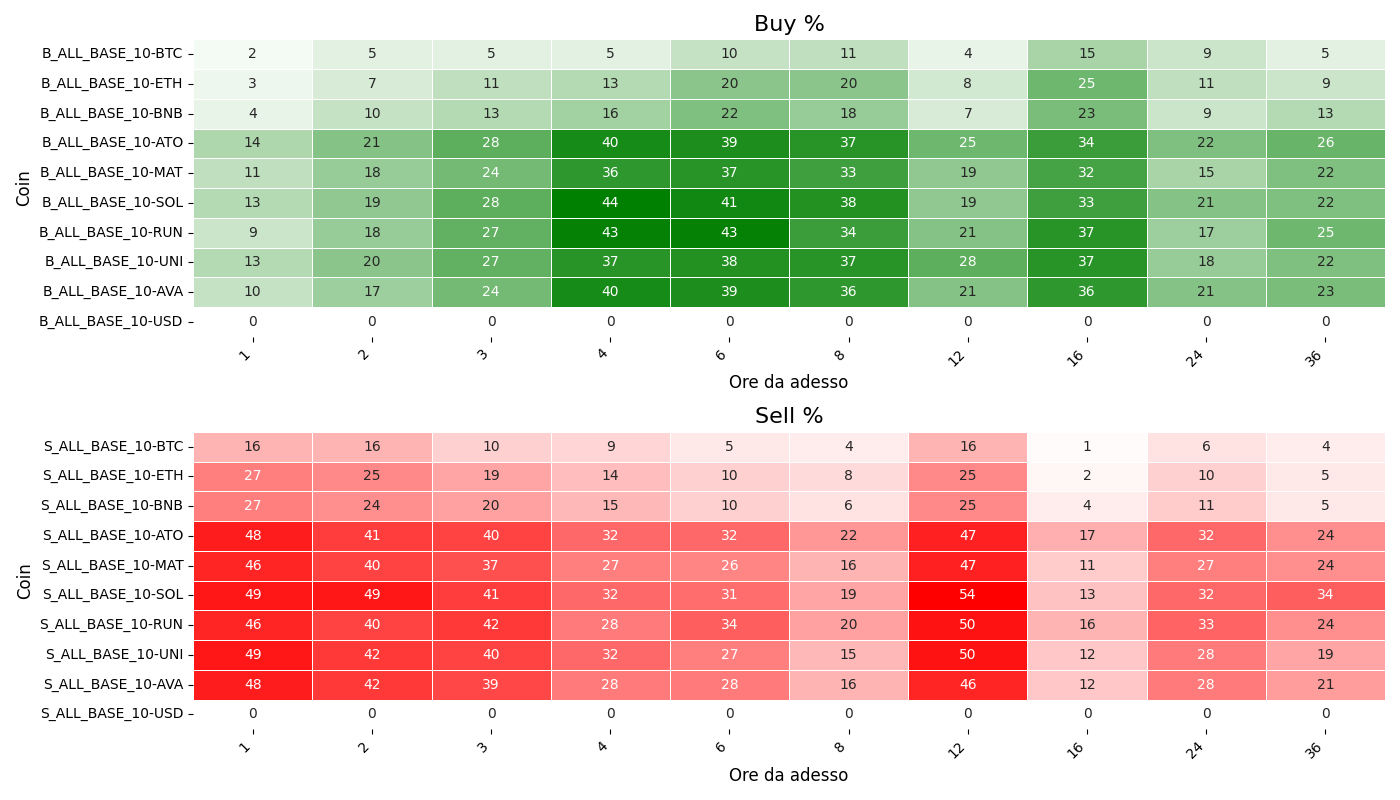 Buy %
Coin
B_ALL_BASE_10-BTC 2 5 5 5 10 11 4 15 9 5
B_ALL_BASE_10-ETH 3 7 11 13 20 20 8 25 11 9
B_ALL_BASE_10-BNB 4 10 13 16 22 18 7 23 9 13
B_ALL_BASE_10-ATO 14 21 28 40 39 37 25 34 22 26
B_ALL_BASE_10-MAT 11 18 24 36 37 33 19 32 15 22
B_ALL_BASE_10-SOL 13 19 28 44 41 38 19 33 21 22
B_ALL_BASE_10-RUN 9 18 27 43 43 34 21 37 17 25
B_ALL_BASE_10-UNI 13 20 27 37 38 37 28 37 18 22
B_ALL_BASE_10-AVA 10 17 24 40 39 36 21 36 21 23
B_ALL_BASE_10-USD 0 0 0 0 0 0 0 0 0 0
1 2 3 4 6 8 12 16 24 36
Ore da adesso
Sell %
Coin
S_ALL_BASE_10-BTC 16 16 10 9 5 4 16 1 6 4
S_ALL_BASE_10-ETH 27 25 19 14 10 8 25 2 10 5
S_ALL_BASE_10-BNB 27 24 20 15 10 6 25 4 11 5
S_ALL_BASE_10-ATO 48 41 40 32 32 22 47 17 32 24
S_ALL_BASE_10-MAT 46 40 37 27 26 16 47 11 27 24
S_ALL_BASE_10-SOL 49 49 41 32 31 19 54 13 32 34
S_ALL_BASE_10-RUN 46 40 42 28 34 20 50 16 33 24
S_ALL_BASE_10-UNI 49 42 40 32 27 15 50 12 28 19
S_ALL_BASE_10-AVA 48 42 39 28 28 16 46 12 28 21
S_ALL_BASE_10-USD 0 0 0 0 0 0 0 0 0 0
1 2 3 4 6 8 12 16 24 36
Ore da adesso